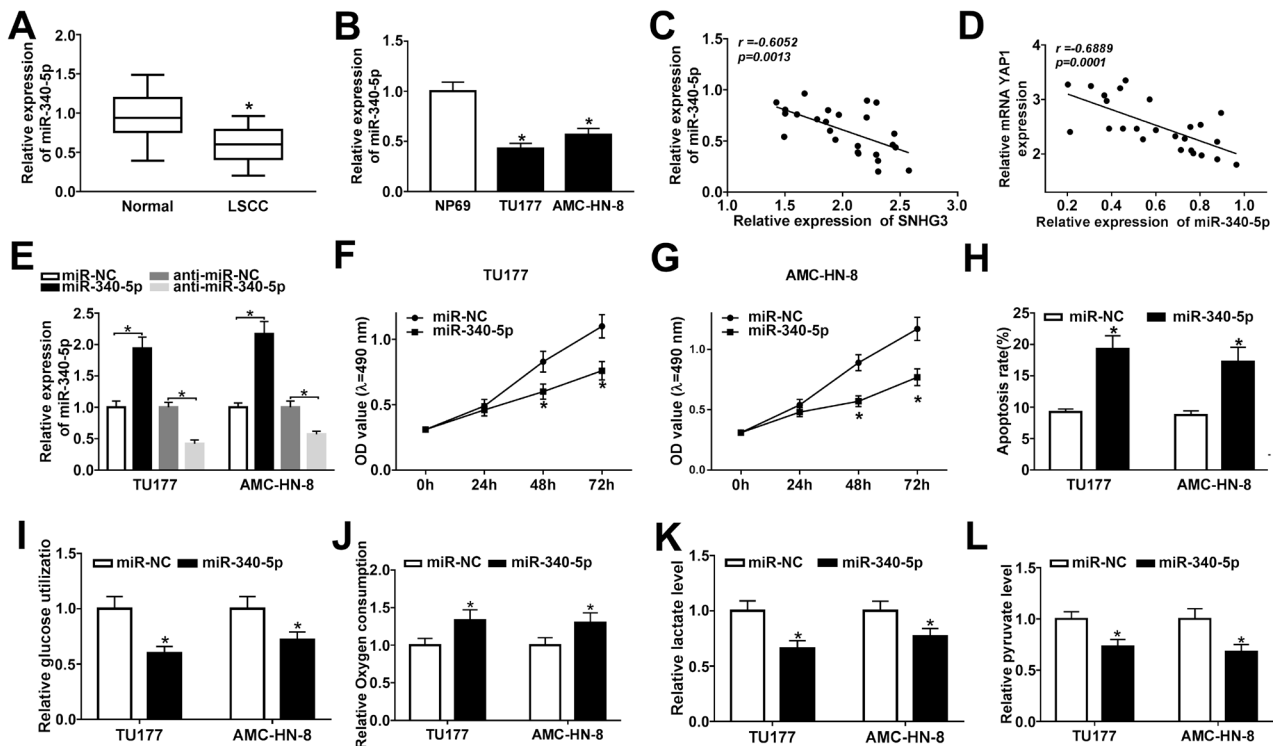 A
Relative expression
of miR-340-5p
2.0
1.5
1.0
0.5
0.0
*
Normal
LSCC
B
Relative expression
of miR-340-5p
1.5
1.0
0.5
0.0
*
*
NP69
TU177
AMC-HN-8
C
r =-0.6052
p=0.0013
Relative expression
of miR-340-5p
1.5
1.0
0.5
0.0
1.0
1.5
2.0
2.5
3.0
Relative expression of SNHG3
D
r =-0.6889
p=0.0001
Relative mRNA YAP1
expression
4
3
2
0.2
0.4
0.6
0.8
1.0
Relative expression of miR-340-5p
E
miR-NC
anti-miR-NC
miR-340-5p
anti-miR-340-5p
Relative expression
of miR-340-5p
2.5
2.0
1.5
1.0
0.5
0.0
*
*
*
*
TU177
AMC-HN-8
F
TU177
miR-NC
miR-340-5p
OD value (λ=490 nm)
1.0
0.5
0.0
*
*
0h
24h
48h
72h
G
AMC-HN-8
miR-NC
miR-340-5p
OD value (λ=490 nm)
1.0
0.5
0.0
*
*
0h
24h
48h
72h
H
miR-NC
miR-340-5p
Apoptosis rate(%)
25
20
15
10
5
0
*
*
TU177
AMC-HN-8
I
miR-NC
miR-340-5p
Relative glucose utilizatio
1.5
1.0
0.5
0.0
*
*
TU177
AMC-HN-8
J
miR-NC
miR-340-5p
Relative Oxygen consumption
2.0
1.5
1.0
0.5
0.0
*
*
TU177
AMC-HN-8
K
miR-NC
miR-340-5p
Relative lactate level
1.5
1.0
0.5
0.0
*
*
TU177
AMC-HN-8
L
miR-NC
miR-340-5p
Relative pyruvate level
1.5
1.0
0.5
0.0
*
*
TU177
AMC-HN-8